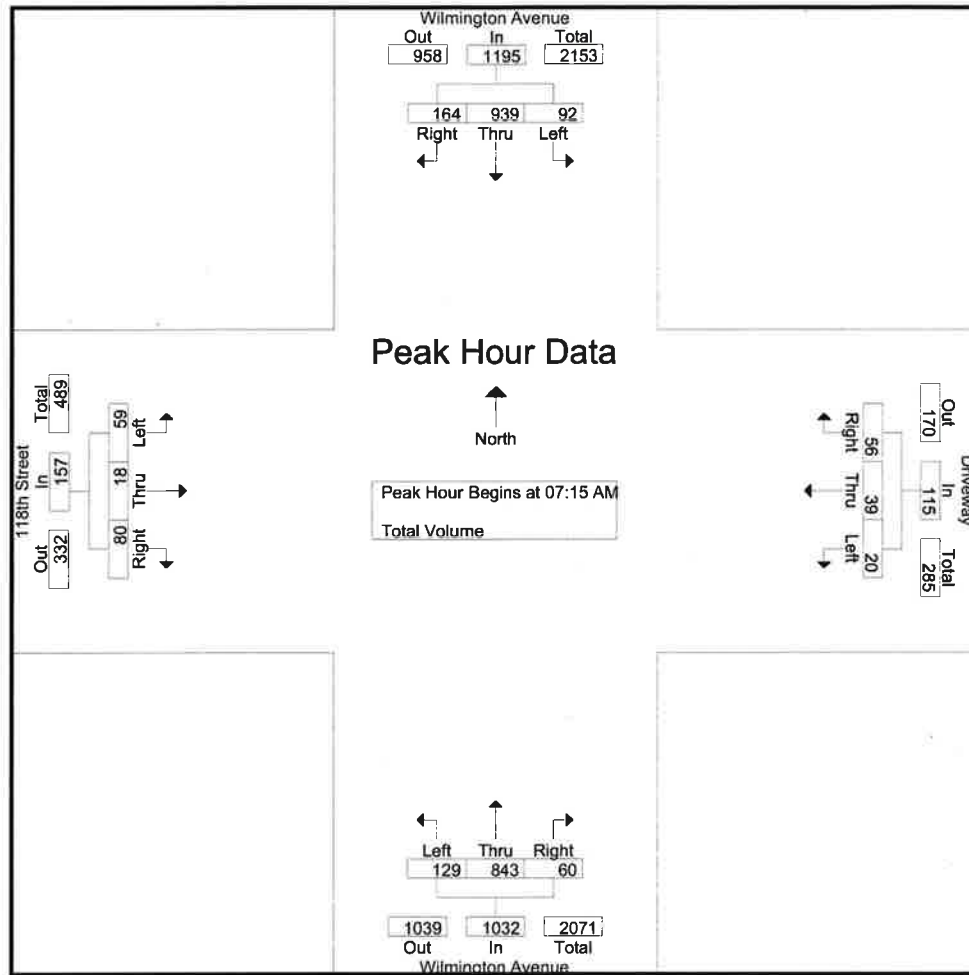 Wilmington Avenue
Out In Total
958 1195 2153
164 939 92
Right Thru Left
Peak Hour Data
North
Peak Hour Begins at 07:15 AM
Total Volume
118th Street
Total In Out
489 157 332
59 18 80
Left Thru Right
Driveway
Out In Total
170 115 285
56 39 20
Right Thru Left
Left Thru Right
129 843 60
1039 1032 2071
Out In Total
Wilmington Avenue